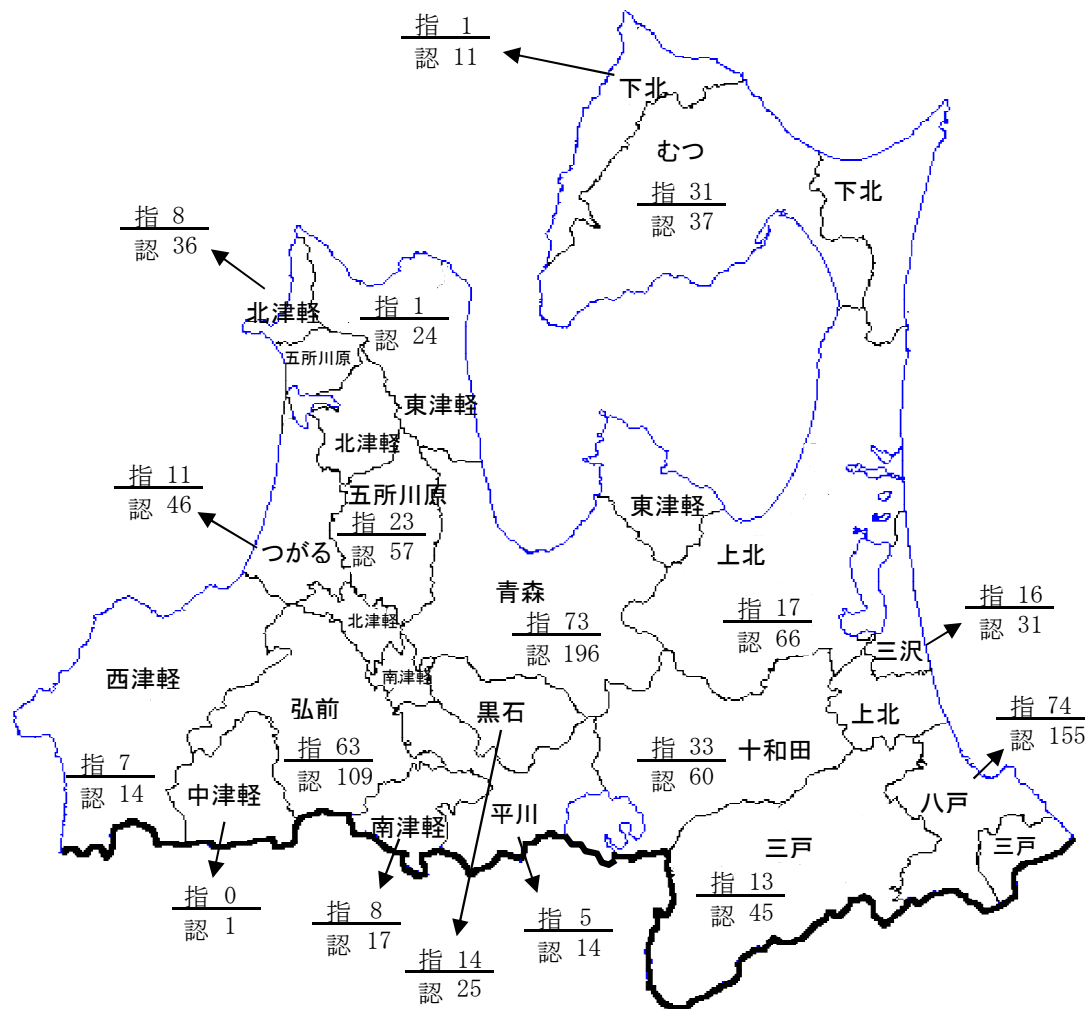 指 1
認 11
下北
むつ
指 31
認 37
下北
指 8
認 36
北津軽
指 1
認 24
五所川原
東津軽
北津軽
指 11
認 46
五所川原
指 23
認 57
東津軽
つがる
上北
青森
指 73
認 196
指 17
認 66
指 16
認 31
北津軽
三沢
西津軽
南津軽
弘前
黒石
上北
指 74
認 155
指 7
認 14
指 63
認 109
指 33
認 60
十和田
中津軽
八戸
平川
南津軽
三戸
三戸
指 0
認 1
指 8
認 17
指 5
認 14
指 13
認 45
指 14
認 25